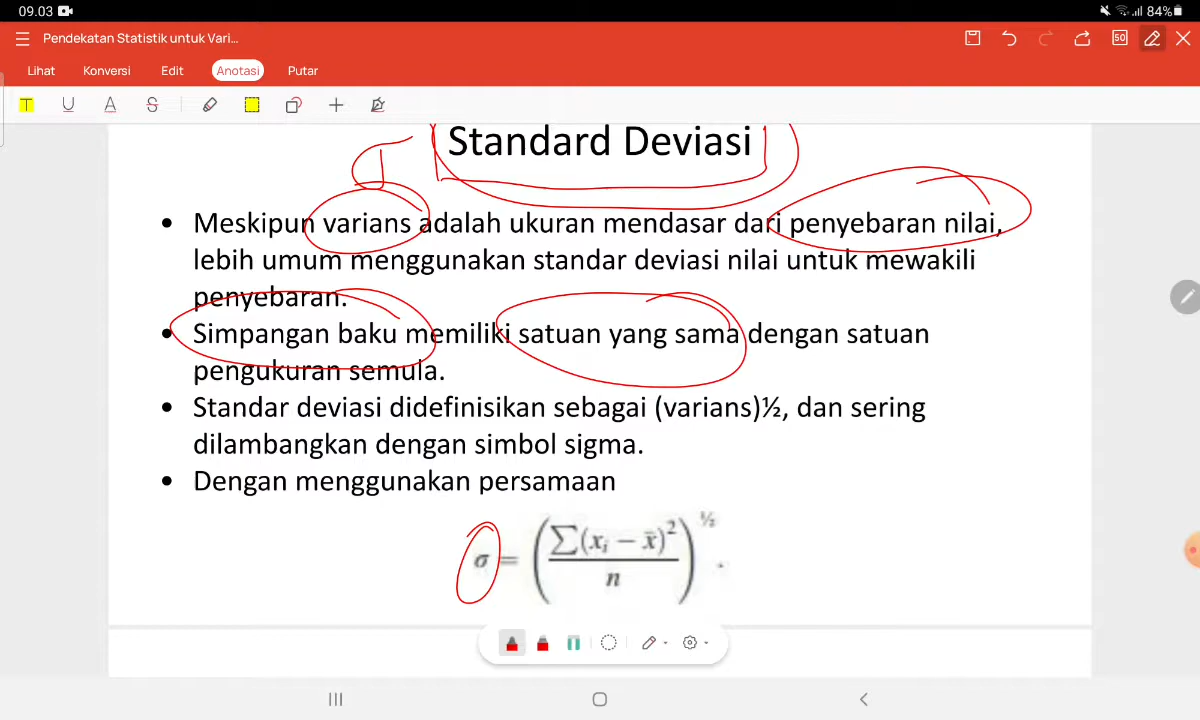 09.03
84%
Pendekatan Statistik untuk Vari...
50
Lihat
Konversi
Edit
Anotasi
Putar
T U A S
Standard Deviasi
• Meskipun varians adalah ukuran mendasar dari penyebaran nilai,
lebih umum menggunakan standar deviasi nilai untuk mewakili
penyebaran.
• Simpangan baku memiliki satuan yang sama dengan satuan
pengukuran semula.
• Standar deviasi didefinisikan sebagai (varians)½, dan sering
dilambangkan dengan simbol sigma.
• Dengan menggunakan persamaan
σ = (∑(xᵢ − x̄)² / n)^½.